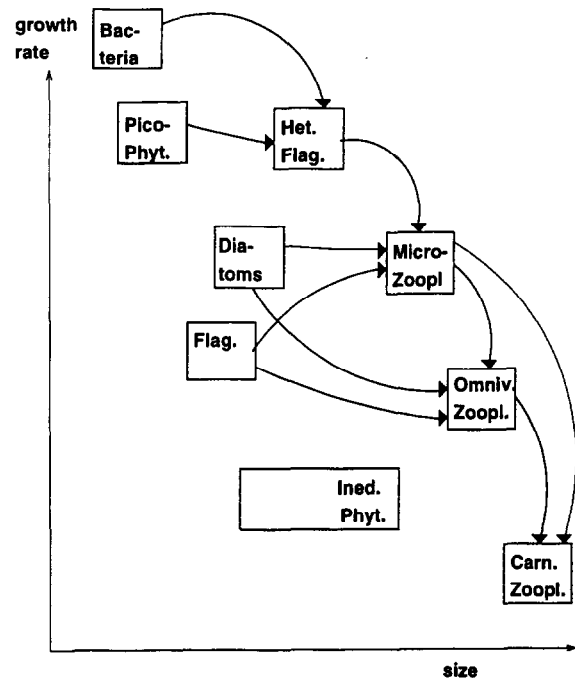 growth
rate
Bac-
teria
Pico-
Phyt.
Het.
Flag.
Dia-
toms
Micro-
Zoopl
Flag.
Omniv.
Zoopl.
Ined.
Phyt.
Carn.
Zoopl.
size